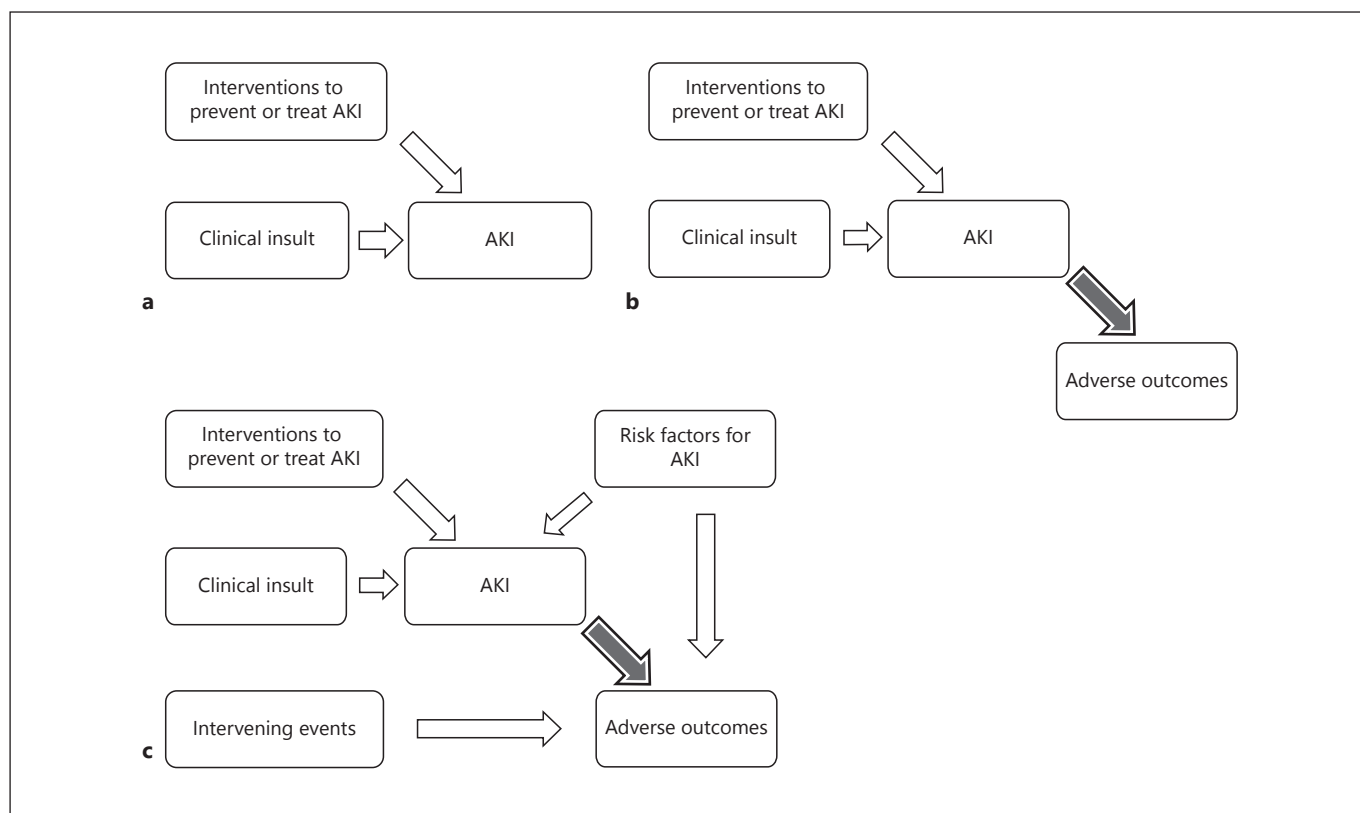 Interventions to
prevent or treat AKI
Clinical insult
AKI
a
Interventions to
prevent or treat AKI
Clinical insult
AKI
b
Adverse outcomes
Interventions to
prevent or treat AKI
Risk factors for
AKI
Clinical insult
AKI
Intervening events
Adverse outcomes
c